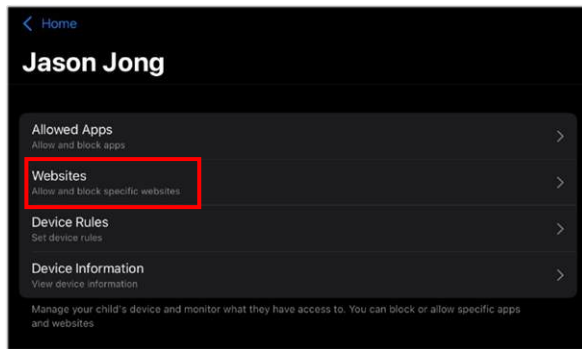 Home
Jason Jong
Allowed Apps
Allow and block apps
Websites
Allow and block specific websites
Device Rules
Set device rules
Device Information
View device information
Manage your child's device and monitor what they have access to. You can block or allow specific apps
and websites